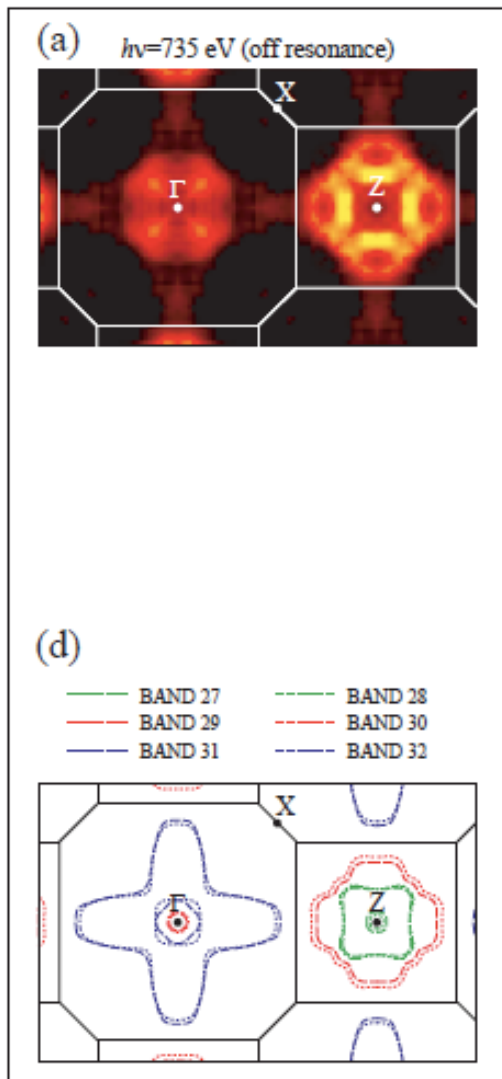 (a) hν=735 eV (off resonance)
X
Γ Z
(d)
BAND 27 BAND 28
BAND 29 BAND 30
BAND 31 BAND 32
X
Γ Z